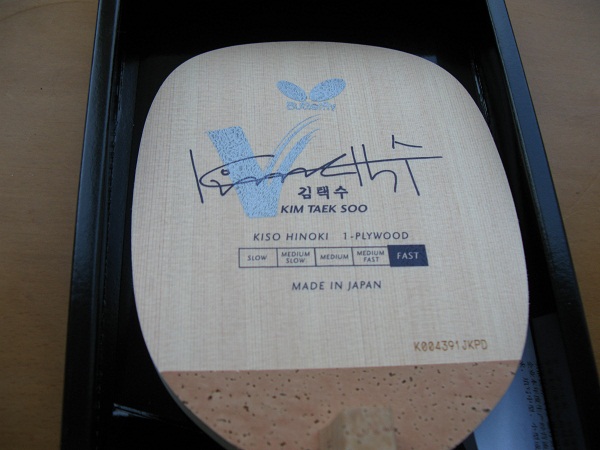 Butterfly
V
김택수
KIM TAEK SOO
KISO HINOKI 1-PLYWOOD
SLOW MEDIUM SLOW MEDIUM MEDIUM FAST FAST
MADE IN JAPAN
K004391JKPD